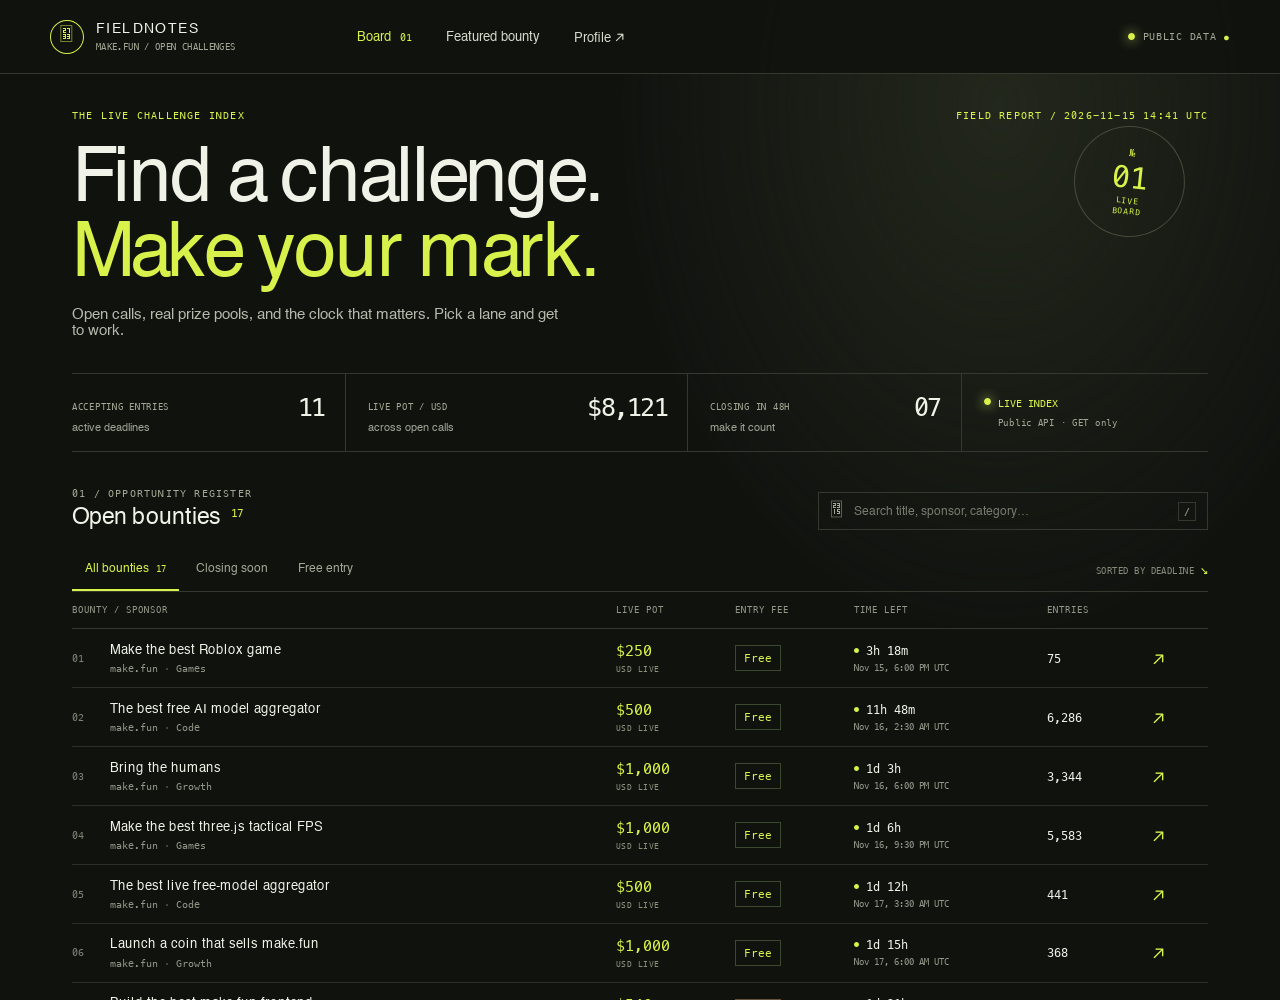 FIELDNOTES
MAKE.FUN / OPEN CHALLENGES
Board 01
Featured bounty
Profile ↗
PUBLIC DATA
THE LIVE CHALLENGE INDEX
FIELD REPORT / 2026–11–15 14:41 UTC
Find a challenge.
Make your mark.
№
01
LIVE
BOARD
Open calls, real prize pools, and the clock that matters. Pick a lane and get
to work.
ACCEPTING ENTRIES
11
active deadlines
LIVE POT / USD
$8,121
across open calls
CLOSING IN 48H
07
make it count
LIVE INDEX
Public API · GET only
01 / OPPORTUNITY REGISTER
Open bounties 17
Search title, sponsor, category…
/
All bounties 17
Closing soon
Free entry
SORTED BY DEADLINE ↘
BOUNTY / SPONSOR LIVE POT ENTRY FEE TIME LEFT ENTRIES
01 Make the best Roblox game $250 Free 3h 18m 75 ↗
make.fun · Games USD LIVE Nov 15, 6:00 PM UTC
02 The best free AI model aggregator $500 Free 11h 48m 6,286 ↗
make.fun · Code USD LIVE Nov 16, 2:30 AM UTC
03 Bring the humans $1,000 Free 1d 3h 3,344 ↗
make.fun · Growth USD LIVE Nov 16, 6:00 PM UTC
04 Make the best three.js tactical FPS $1,000 Free 1d 6h 5,583 ↗
make.fun · Games USD LIVE Nov 16, 9:30 PM UTC
05 The best live free-model aggregator $500 Free 1d 12h 441 ↗
make.fun · Code USD LIVE Nov 17, 3:30 AM UTC
06 Launch a coin that sells make.fun $1,000 Free 1d 15h 368 ↗
make.fun · Growth USD LIVE Nov 17, 6:00 AM UTC